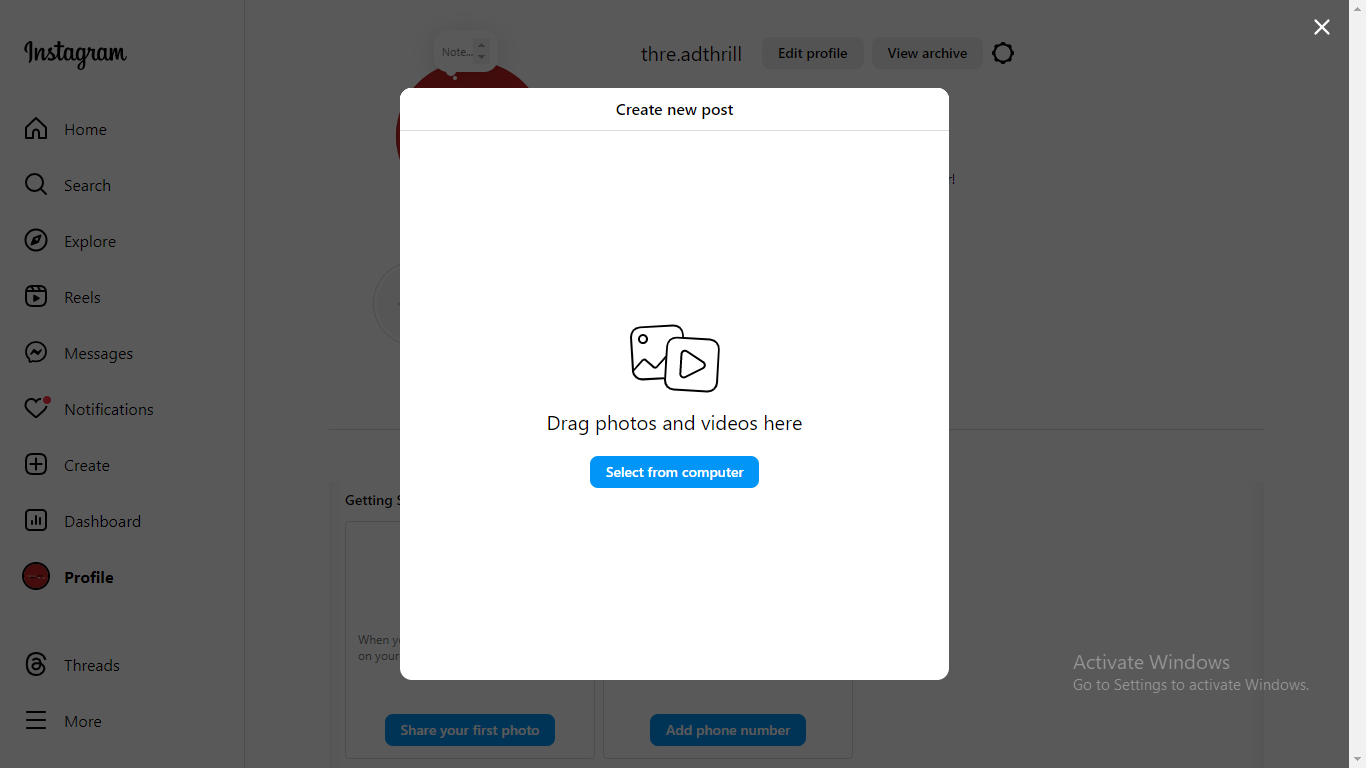 Instagram
Home
Search
Explore
Reels
Messages
Notifications
Create
Dashboard
Profile
Threads
More
Note...
thre.adthrill
Edit profile
View archive
Create new post
Drag photos and videos here
Select from computer
Getting
When
on your
Share your first photo
Add phone number
Activate Windows
Go to Settings to activate Windows.